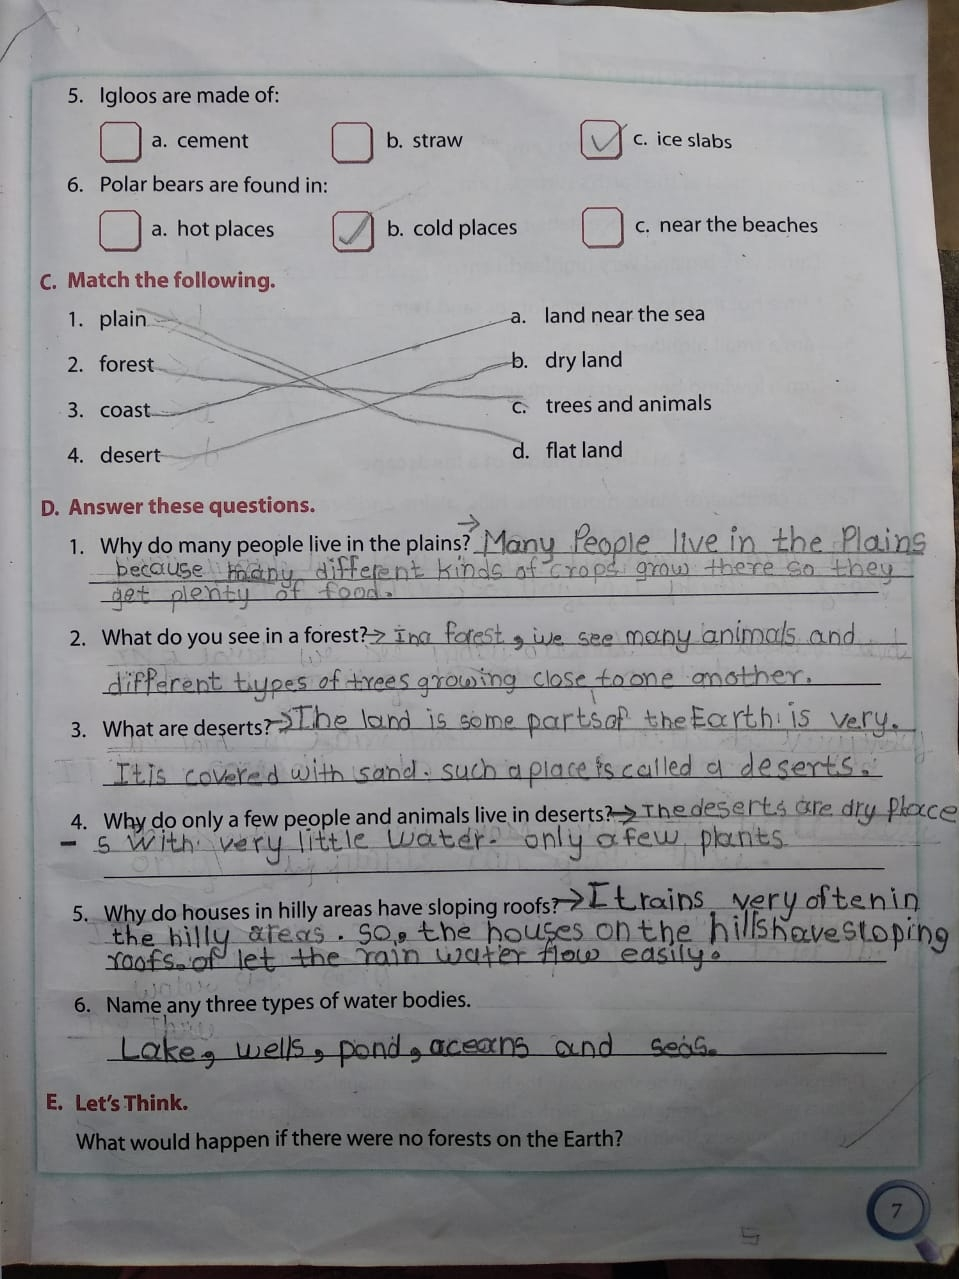 5. Igloos are made of:
a. cement b. straw c. ice slabs
6. Polar bears are found in:
a. hot places b. cold places c. near the beaches
C. Match the following.
1. plain a. land near the sea
2. forest b. dry land
3. coast c. trees and animals
4. desert d. flat land
D. Answer these questions.
1. Why do many people live in the plains? → Many People live in the Plains
because many different kinds of crops grow there so they
get plenty of food.
2. What do you see in a forest? → In a forest, we see many animals and
different types of trees growing close to one another.
3. What are deserts? → The land is some parts of the Earth is very.
It is covered with sand. such a place is called a deserts.
4. Why do only a few people and animals live in deserts? → The deserts are dry place
- s with very little water. only a few plants
5. Why do houses in hilly areas have sloping roofs? → It rains very often in
the hilly areas. so, the houses on the hills have sloping
roofs. of let the rain water flow easily.
6. Name any three types of water bodies.
Lake, wells, pond, aceans and seas.
E. Let's Think.
What would happen if there were no forests on the Earth?
7